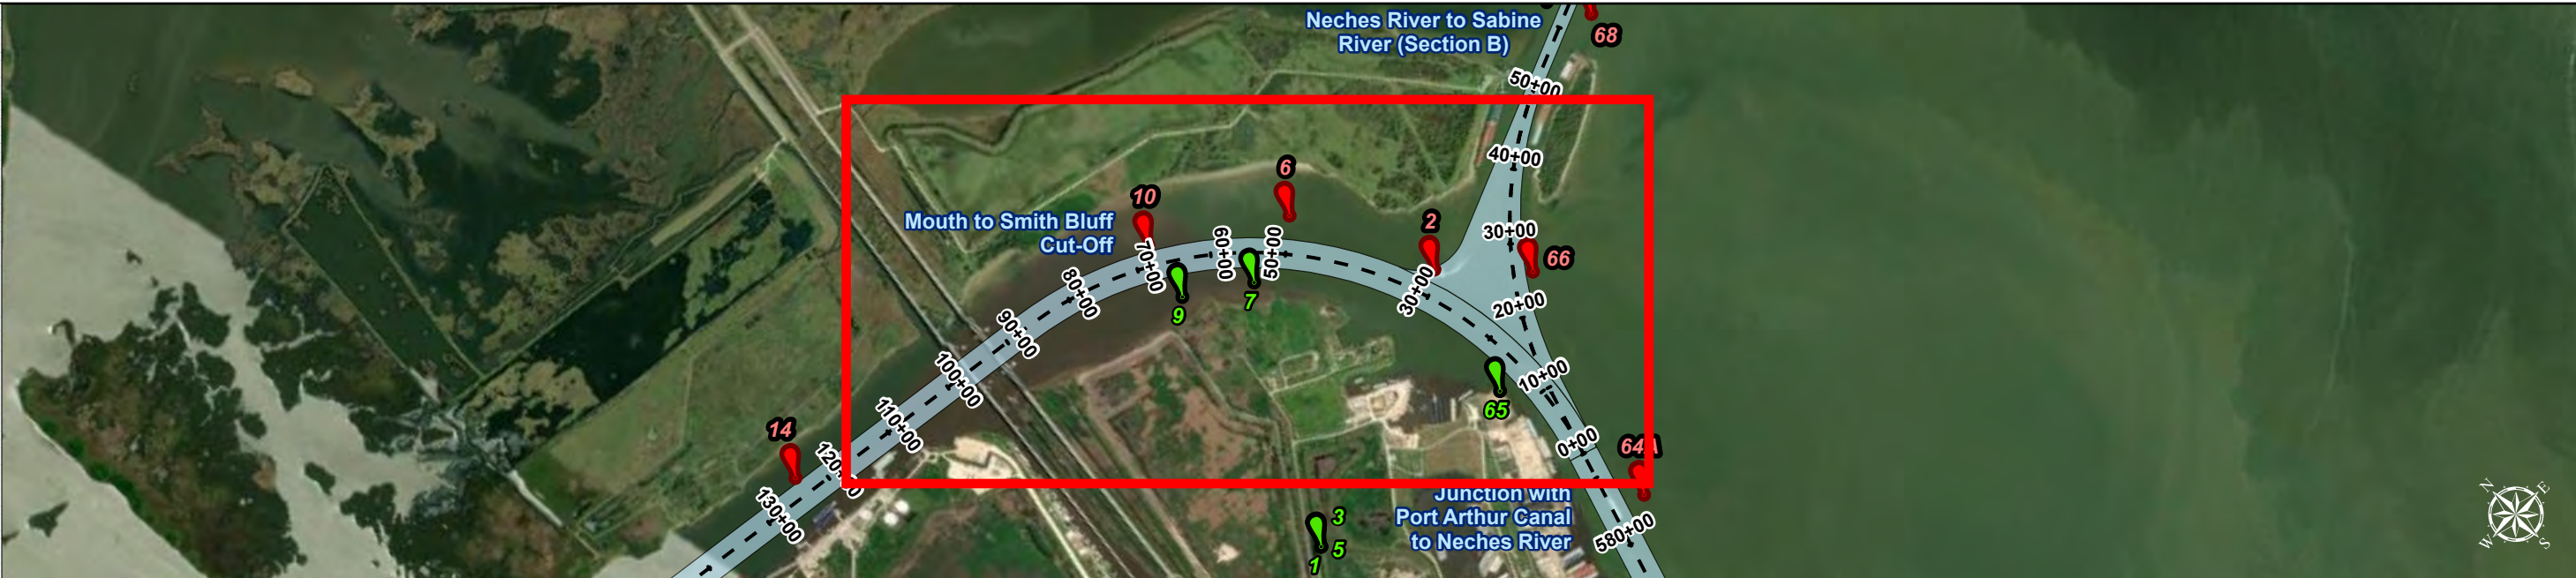 Neches River to Sabine
River (Section B)
68
50+00
40+00
6
10
Mouth to Smith Bluff
Cut-Off
2
30+00
66
60+00
50+00
70+00
80+00
7
9
30+00
20+00
90+00
100+00
10+00
65
110+00
14
120+00
0+00
64A
130+00
Junction with
Port Arthur Canal
to Neches River
580+00
3
5
1
N
E
W
S